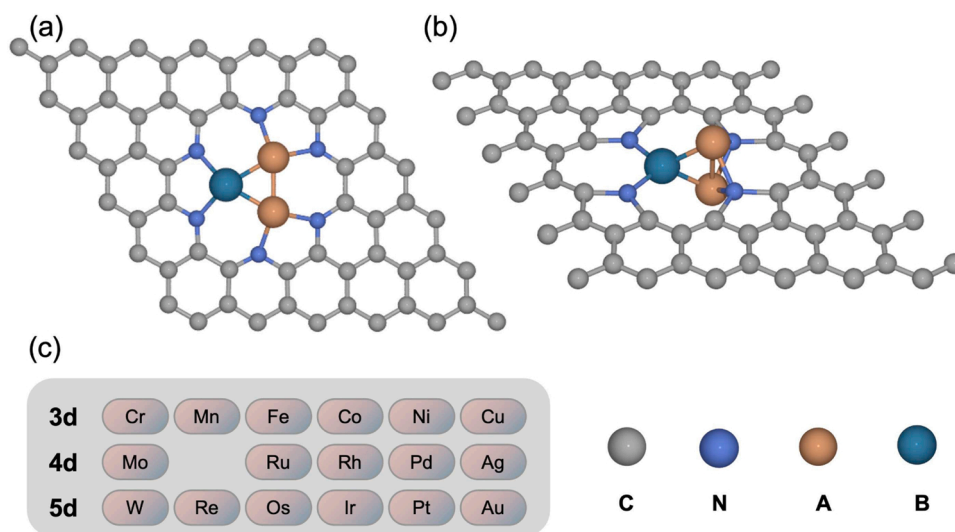 (a)
(b)
(c)
3d Cr Mn Fe Co Ni Cu
4d Mo Ru Rh Pd Ag
5d W Re Os Ir Pt Au
C N A B